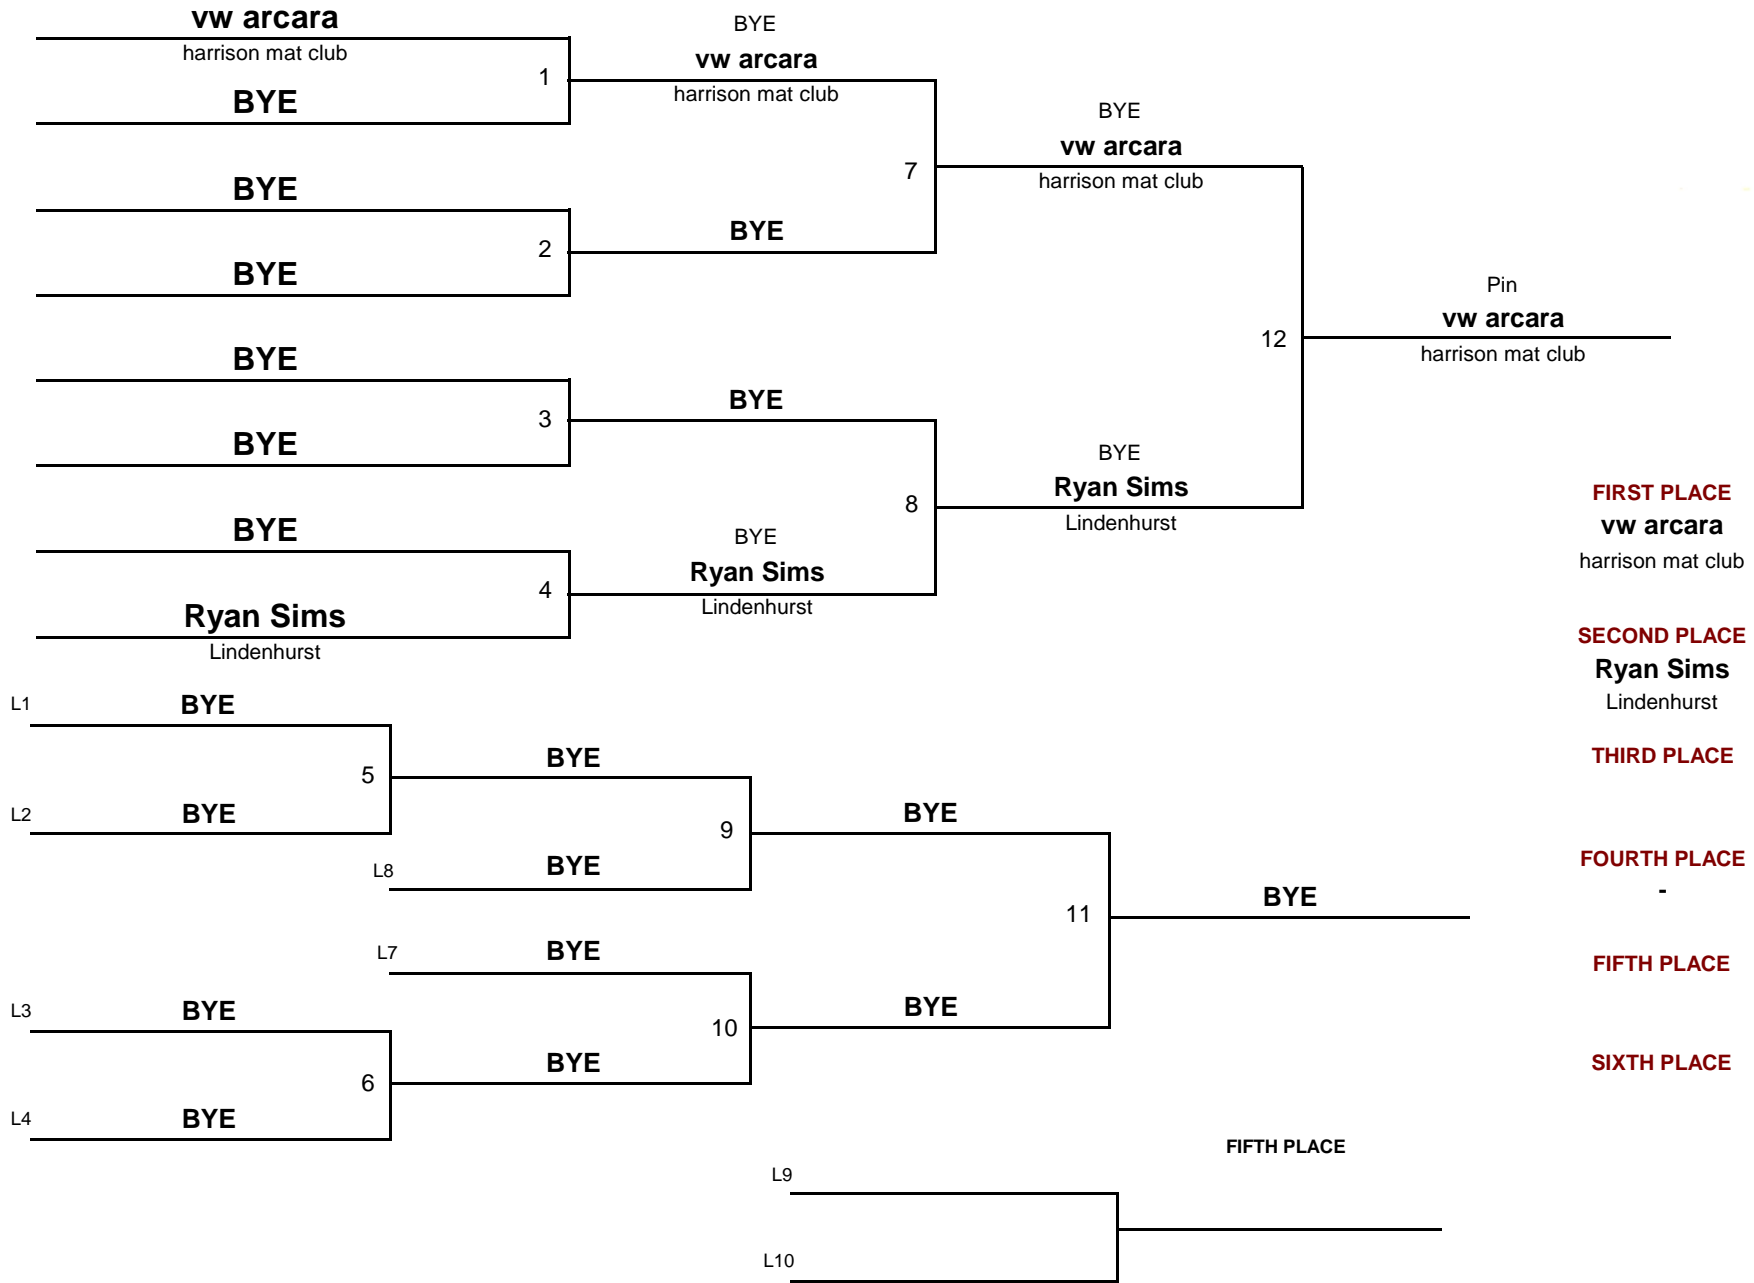 vw arcara
harrison mat club
1
BYE
BYE
2
BYE
BYE
3
BYE
BYE
4
Ryan Sims
Lindenhurst
BYE
vw arcara
harrison mat club
7
BYE
BYE
8
BYE
Ryan Sims
Lindenhurst
BYE
vw arcara
harrison mat club
12
BYE
Ryan Sims
Lindenhurst
Pin
vw arcara
harrison mat club
FIRST PLACE
vw arcara
harrison mat club
SECOND PLACE
Ryan Sims
Lindenhurst
THIRD PLACE
FOURTH PLACE
-
FIFTH PLACE
SIXTH PLACE
L1 BYE
5
L2 BYE
L3 BYE
6
L4 BYE
BYE
9
L8 BYE
L7 BYE
10
BYE
BYE
11
BYE
BYE
FIFTH PLACE
L9
L10